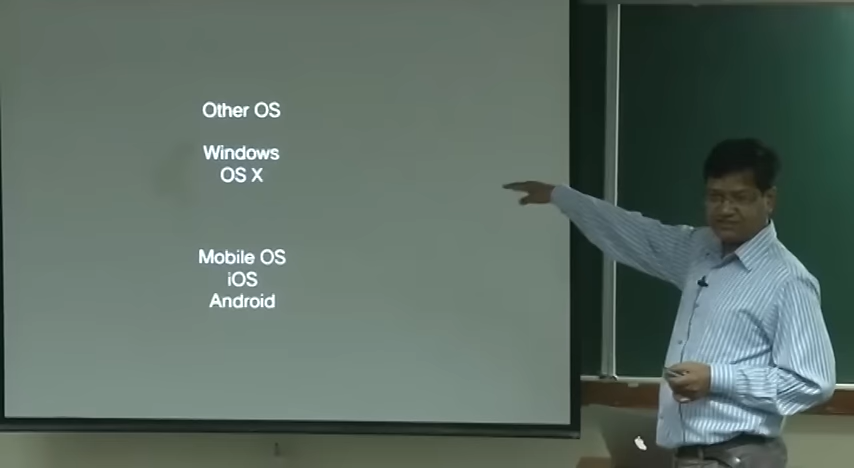 Other OS
Windows
OS X
Mobile OS
iOS
Android